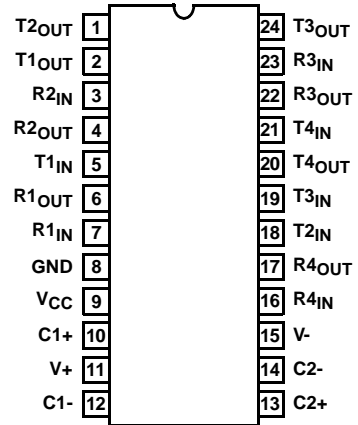 T2OUT 1 24 T3OUT
T1OUT 2 23 R3IN
R2IN 3 22 R3OUT
R2OUT 4 21 T4IN
T1IN 5 20 T4OUT
R1OUT 6 19 T3IN
R1IN 7 18 T2IN
GND 8 17 R4OUT
VCC 9 16 R4IN
C1+ 10 15 V-
V+ 11 14 C2-
C1- 12 13 C2+